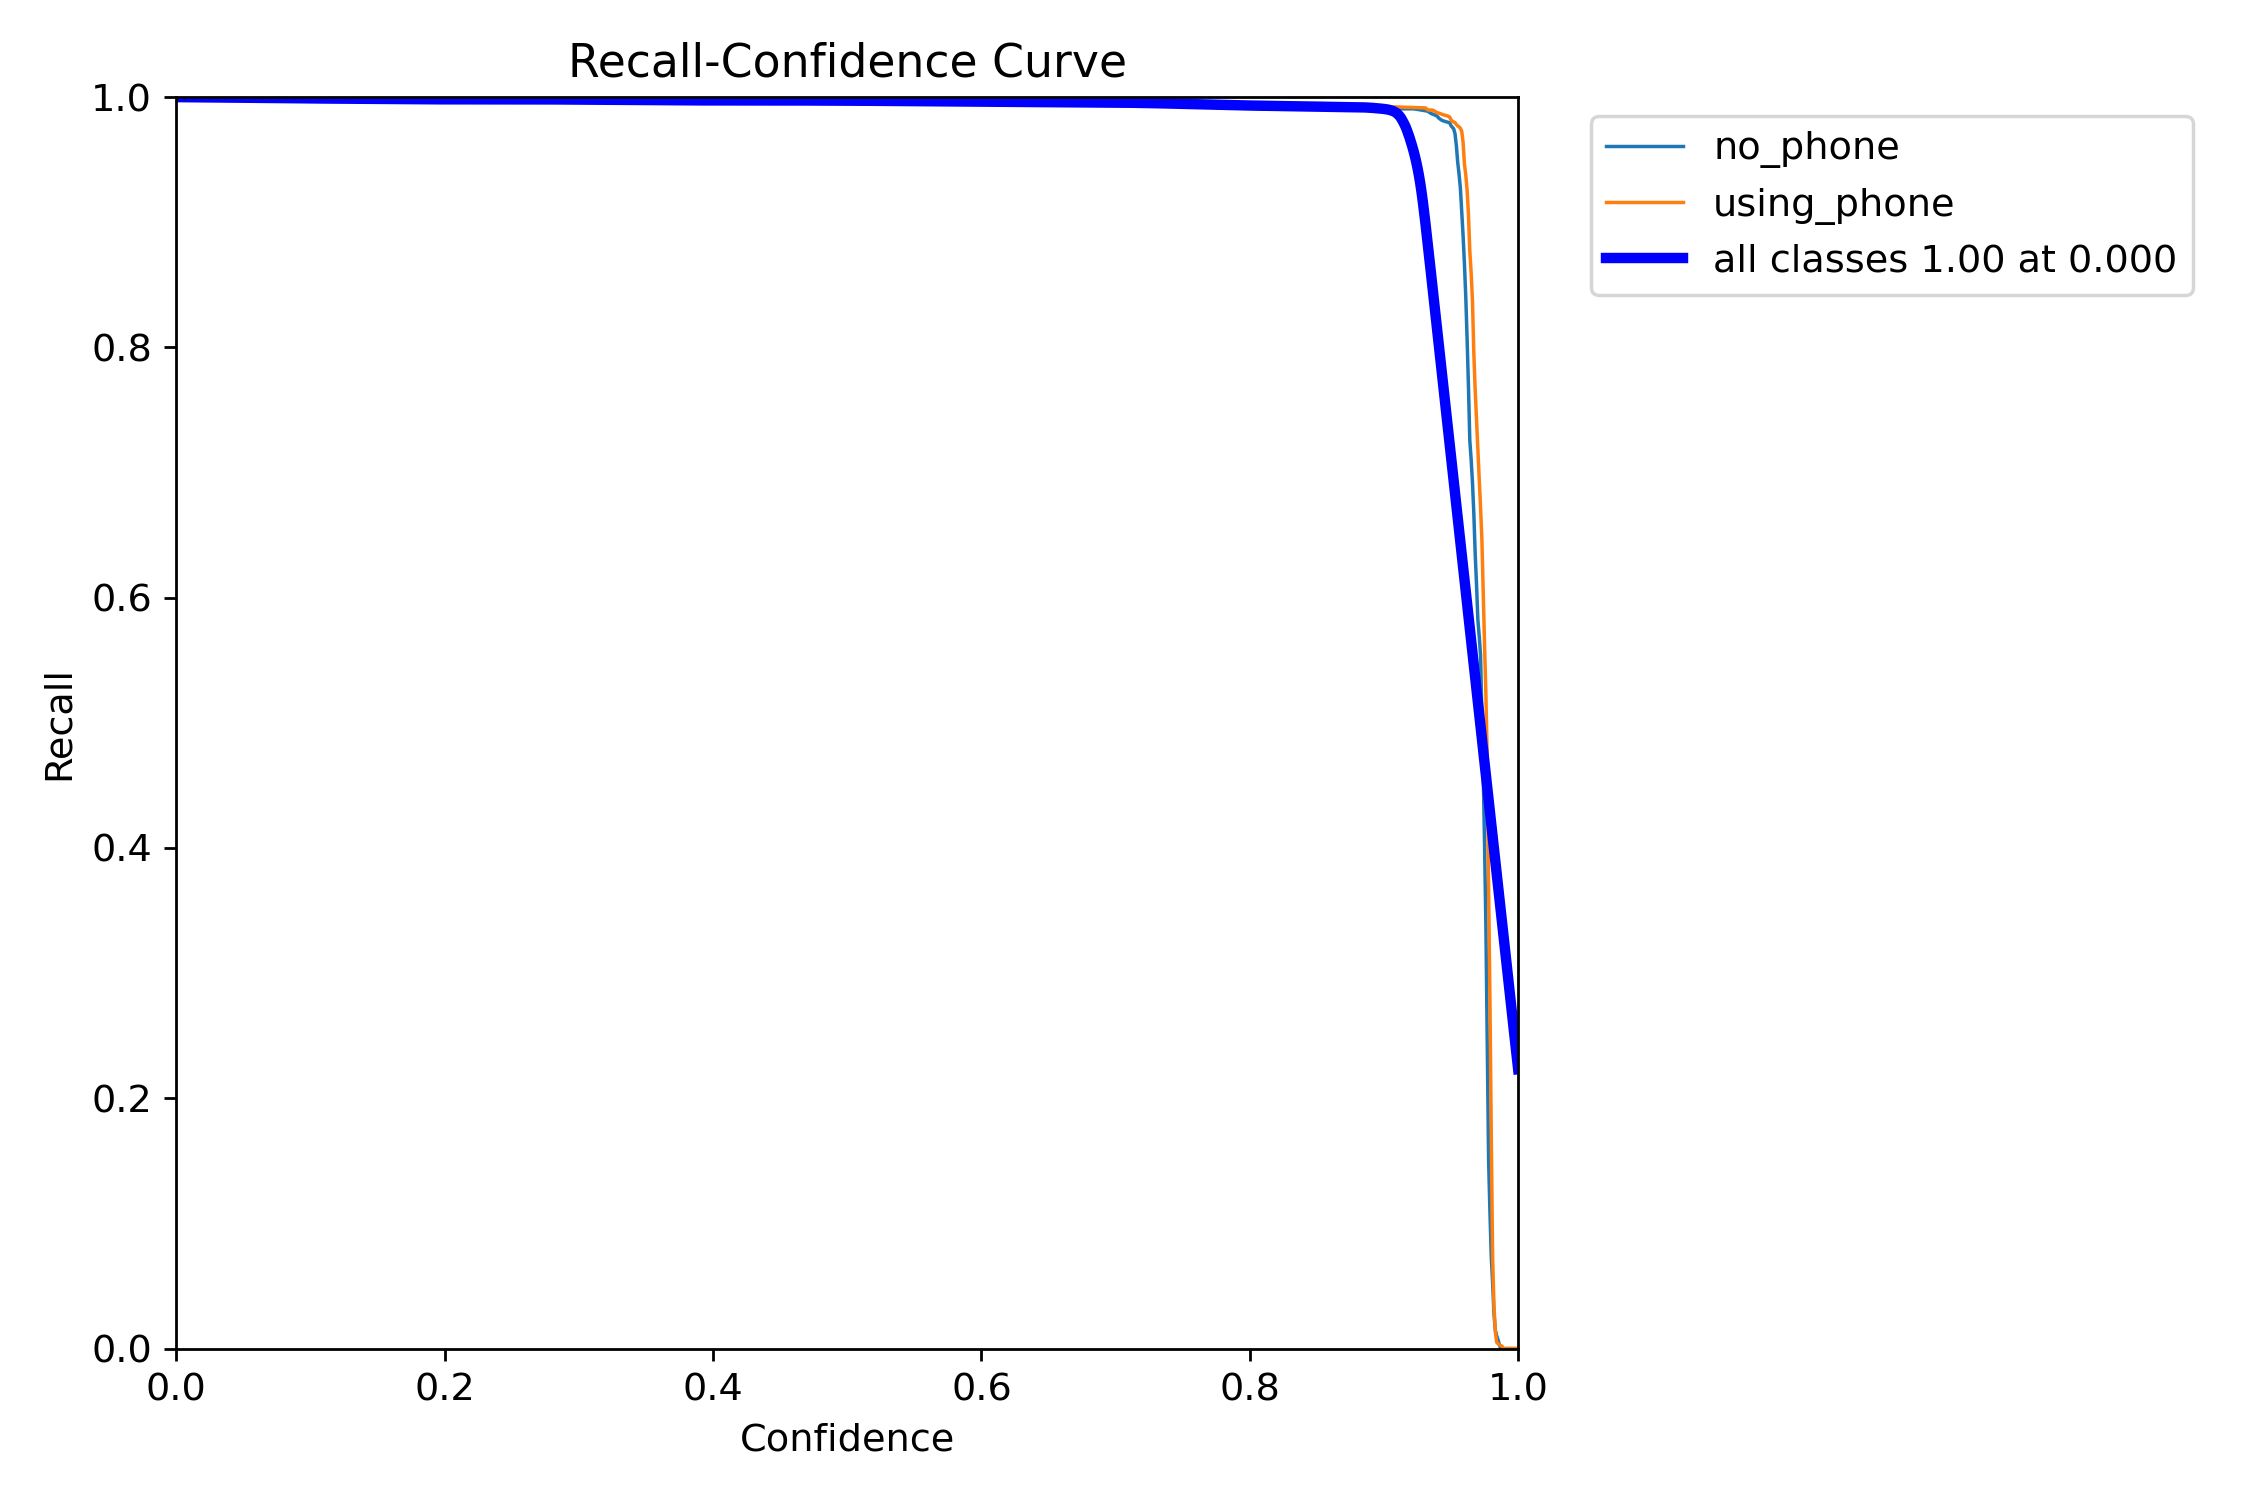 Recall-Confidence Curve
1.0
0.8
0.6
0.4
0.2
0.0
Recall
0.0 0.2 0.4 0.6 0.8 1.0
Confidence
no_phone
using_phone
all classes 1.00 at 0.000